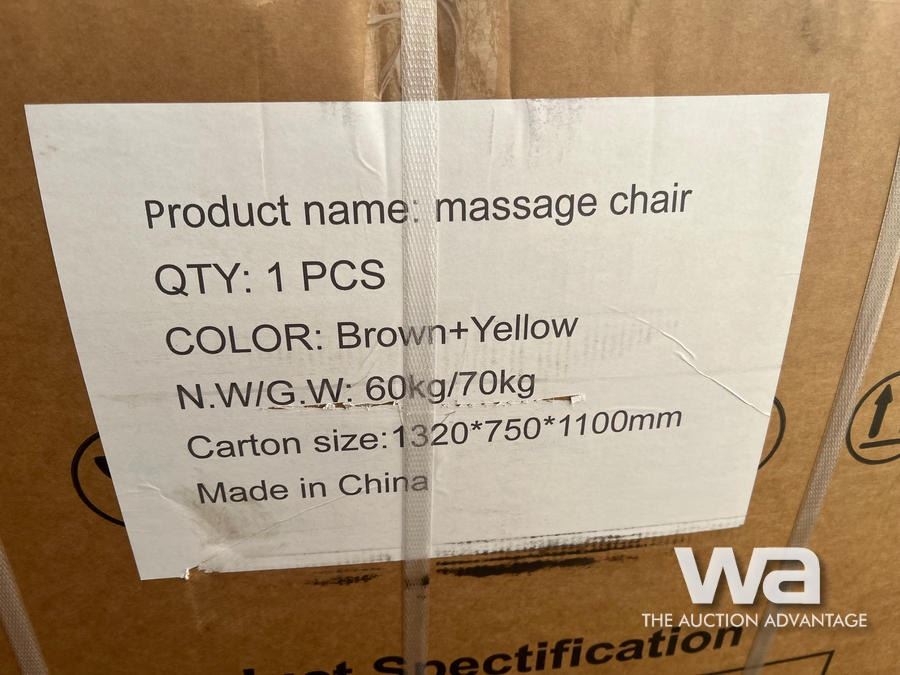 Product name: massage chair
QTY: 1 PCS
COLOR: Brown+Yellow
N.W/G.W: 60kg/70kg
Carton size:1320*750*1100mm
Made in China
wa
THE AUCTION ADVANTAGE
Specification